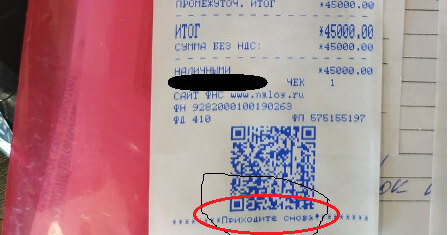 ПРОМЕЖУТОЧ. ИТОГ *45000.00
ИТОГ *45000.00
СУММА БЕЗ НДС: *45000.00
НАЛИЧНЫМИ *45000.00
ЧЕК 1
САЙТ ФНС www.nalog.ru
ФН 9282000100190263
ФД 410 ФП 575155197
*******Приходите снова!*******